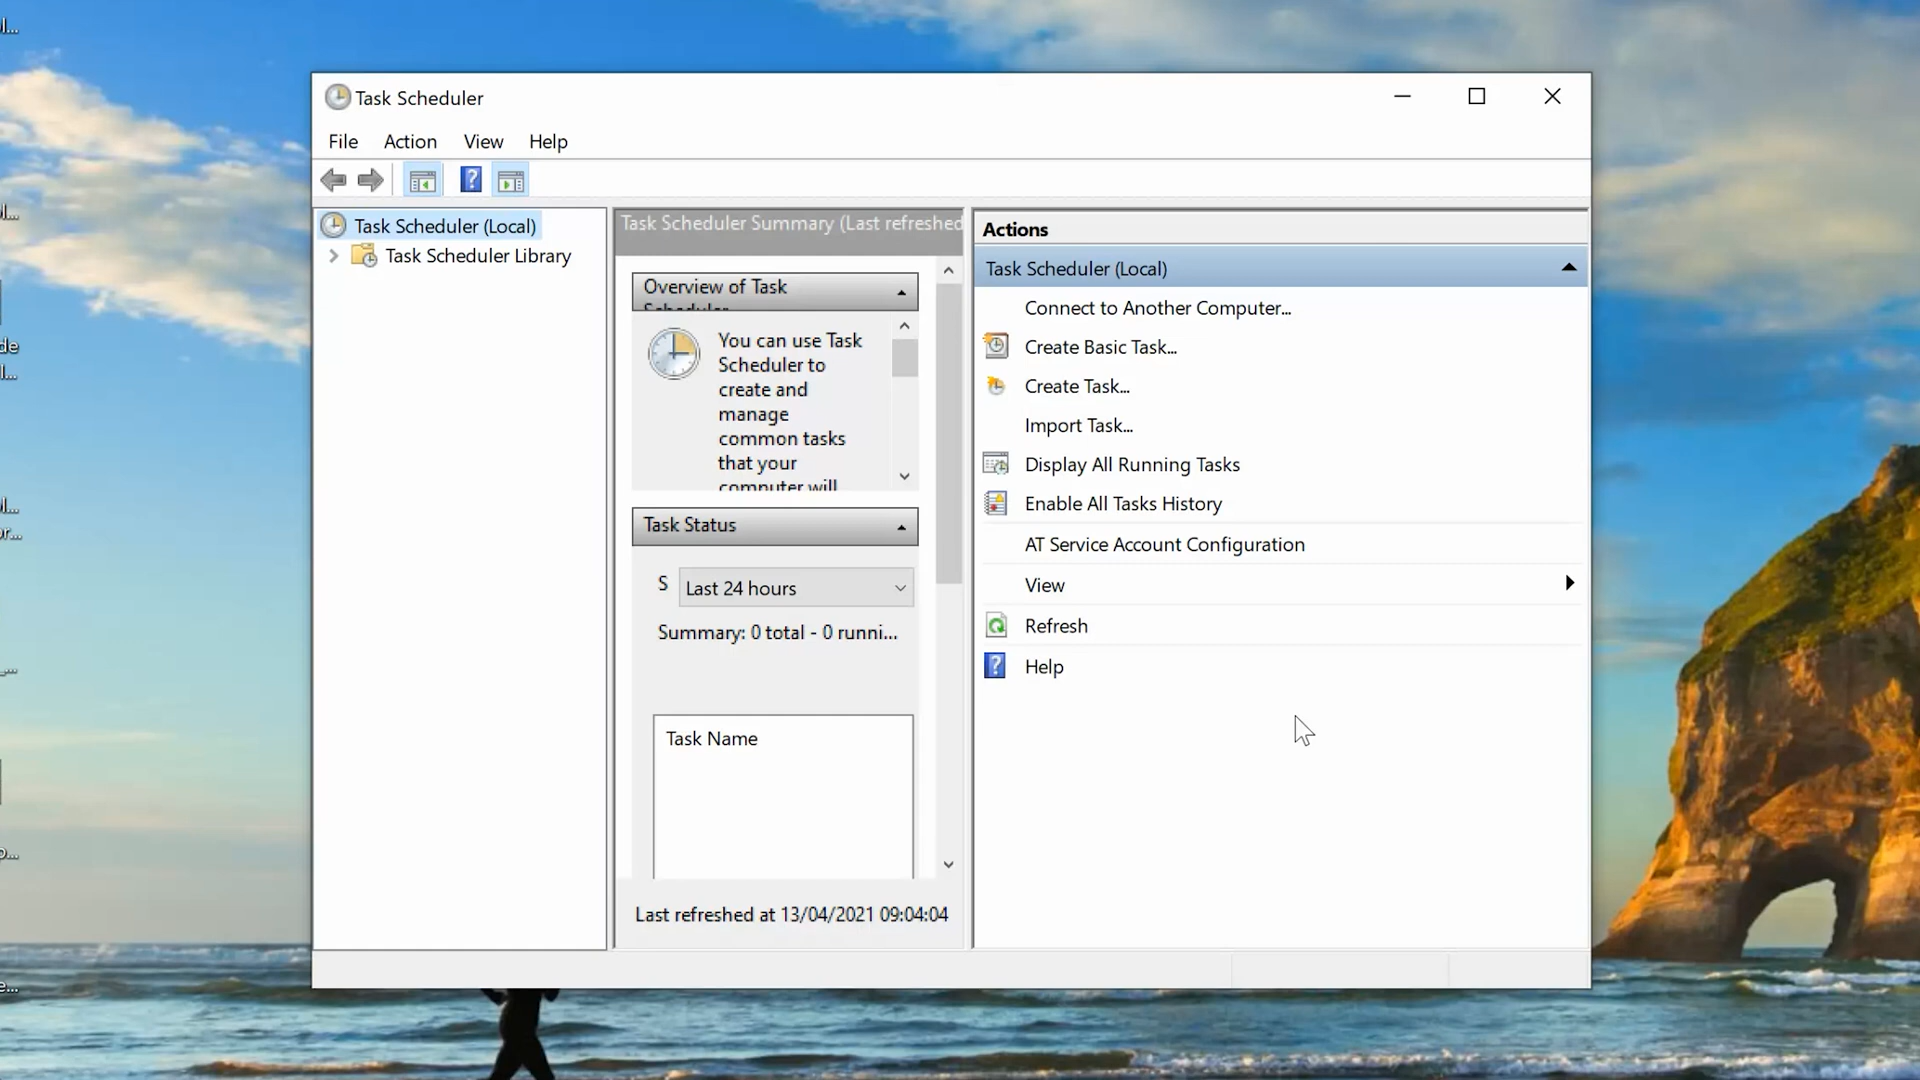 Task Scheduler
File Action View Help
Task Scheduler (Local)
Task Scheduler Library
Task Scheduler Summary (Last refreshed
Overview of Task
Scheduler
You can use Task
Scheduler to
create and
manage
common tasks
that your
computer will
Task Status
S Last 24 hours
Summary: 0 total - 0 runni...
Task Name
Last refreshed at 13/04/2021 09:04:04
Actions
Task Scheduler (Local)
Connect to Another Computer...
Create Basic Task...
Create Task...
Import Task...
Display All Running Tasks
Enable All Tasks History
AT Service Account Configuration
View
Refresh
Help